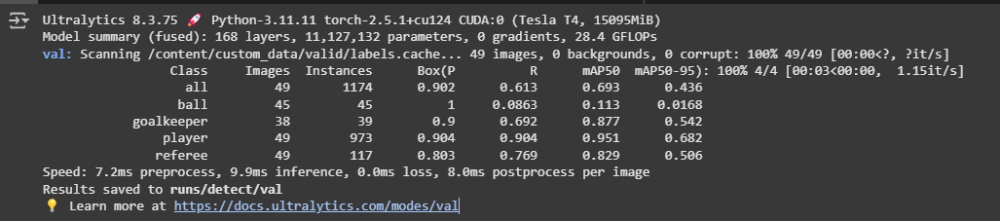 Ultralytics 8.3.75 🚀 Python-3.11.11 torch-2.5.1+cu124 CUDA:0 (Tesla T4, 15095MiB)
Model summary (fused): 168 layers, 11,127,132 parameters, 0 gradients, 28.4 GFLOPs
val: Scanning /content/custom_data/valid/labels.cache... 49 images, 0 backgrounds, 0 corrupt: 100% 49/49 [00:00<?, ?it/s]
Class Images Instances Box(P R mAP50 mAP50-95): 100% 4/4 [00:03<00:00, 1.15it/s]
all 49 1174 0.902 0.613 0.693 0.436
ball 45 45 1 0.0863 0.113 0.0168
goalkeeper 38 39 0.9 0.692 0.877 0.542
player 49 973 0.904 0.904 0.951 0.682
referee 49 117 0.803 0.769 0.829 0.506
Speed: 7.2ms preprocess, 9.9ms inference, 0.0ms loss, 8.0ms postprocess per image
Results saved to runs/detect/val
💡 Learn more at https://docs.ultralytics.com/modes/val